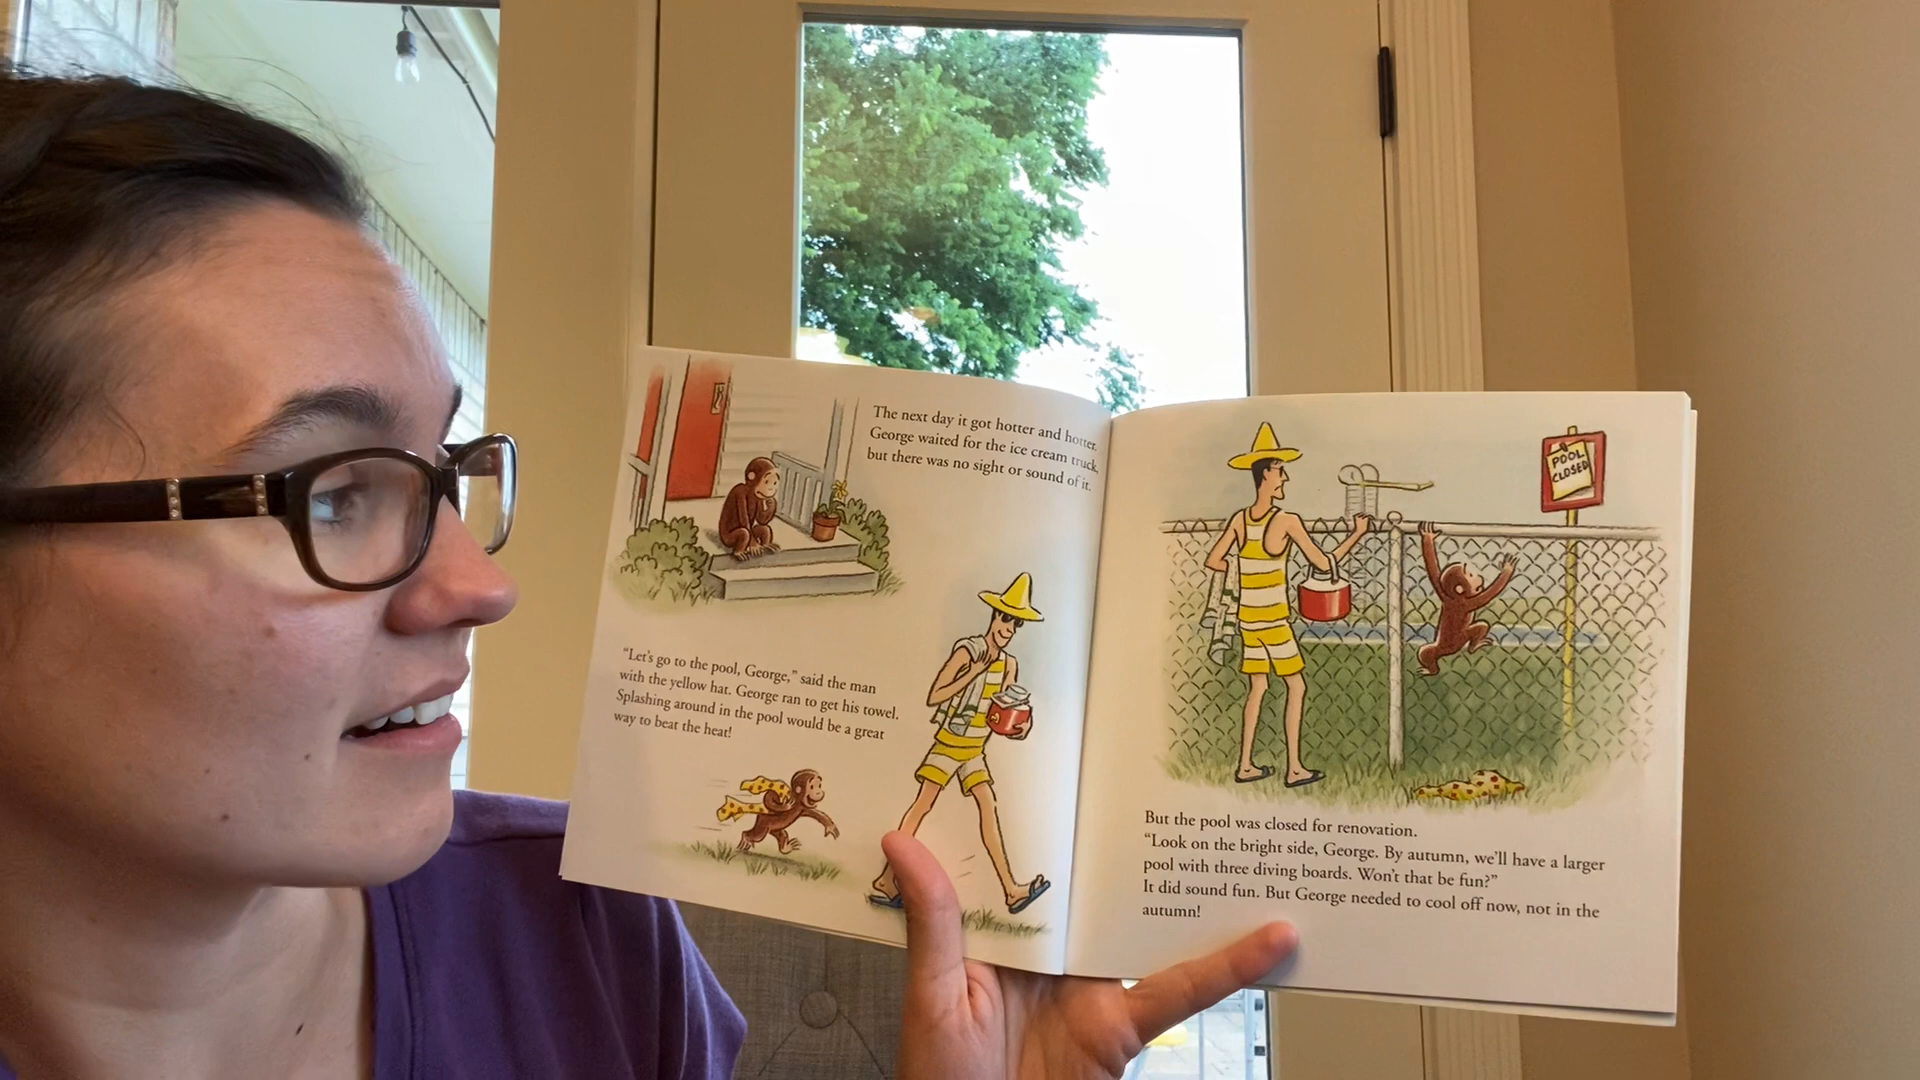 The next day it got hotter and hotter.
George waited for the ice cream truck,
but there was no sight or sound of it.
“Let’s go to the pool, George,” said the man
with the yellow hat. George ran to get his towel.
Splashing around in the pool would be a great
way to beat the heat!
POOL
CLOSED
But the pool was closed for renovation.
“Look on the bright side, George. By autumn, we’ll have a larger
pool with three diving boards. Won’t that be fun?”
It did sound fun. But George needed to cool off now, not in the
autumn!